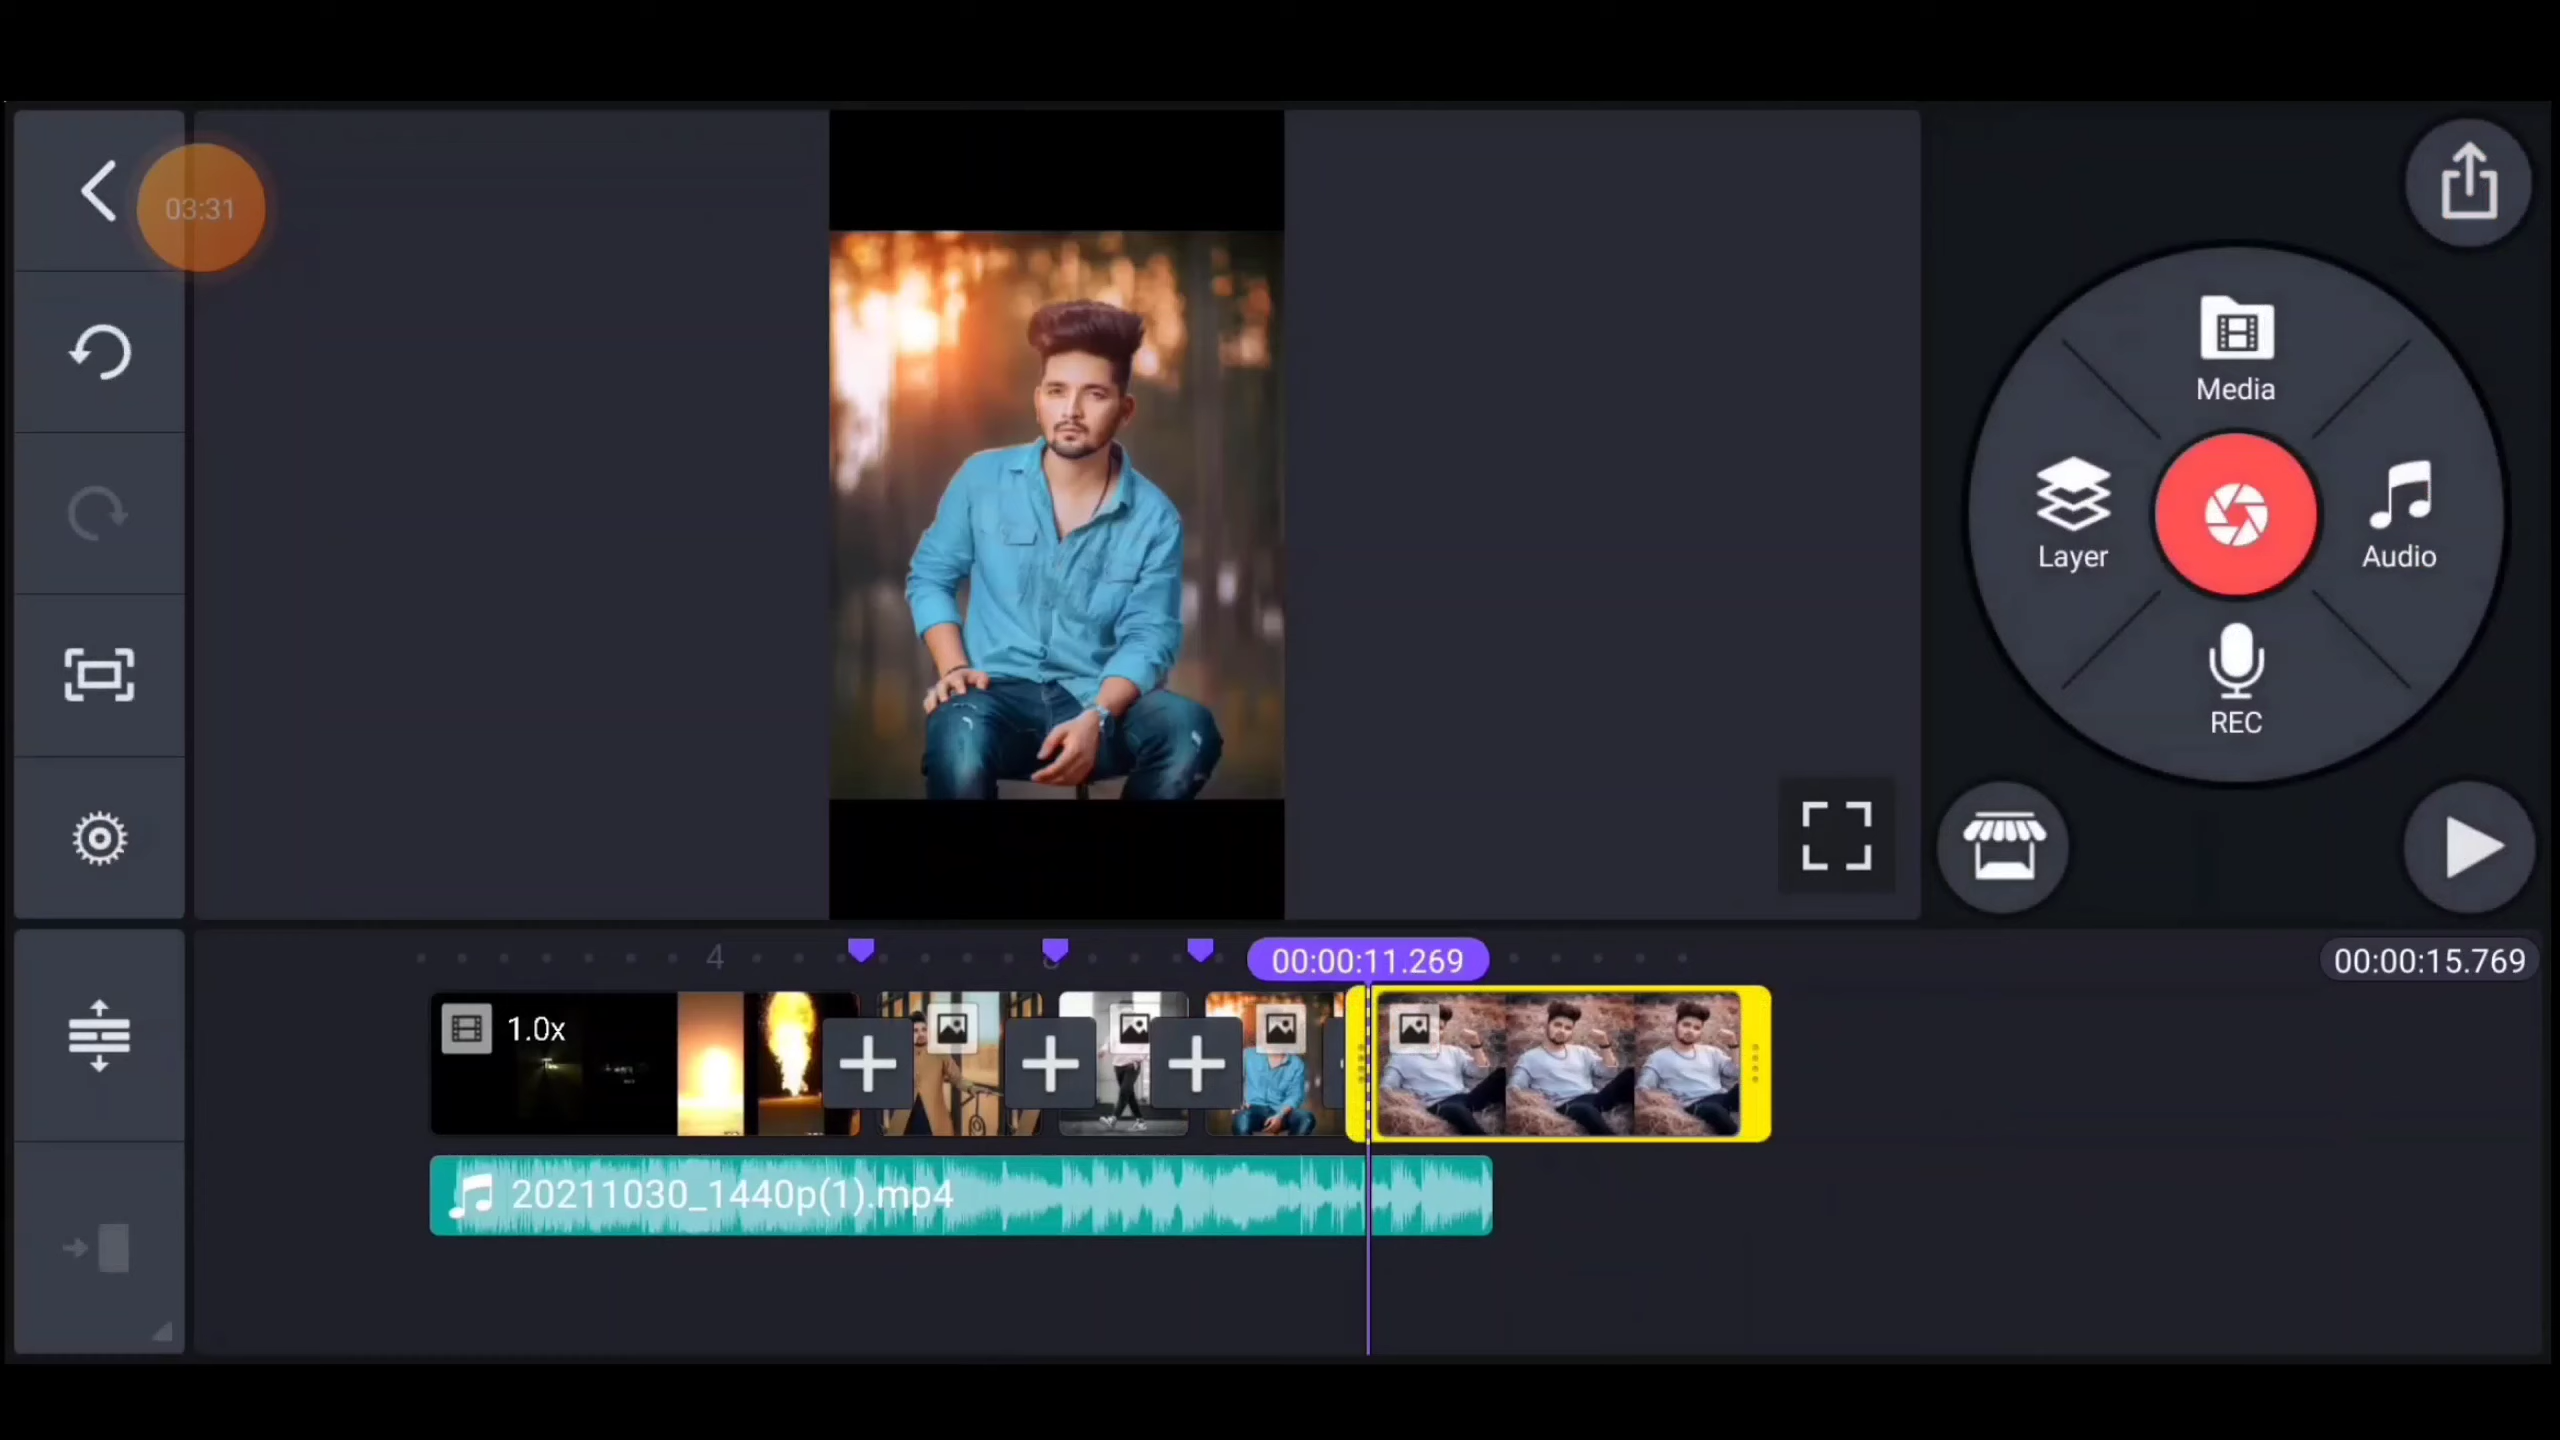 03:31
Media
Layer
Audio
REC
4
8
00:00:11.269
00:00:15.769
1.0x
20211030_1440p(1).mp4